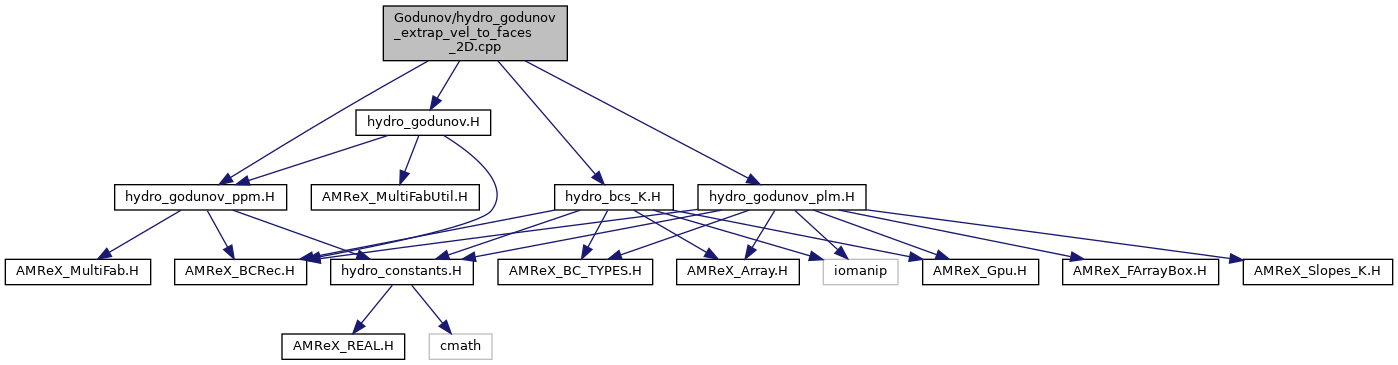 Godunov/hydro_godunov
_extrap_vel_to_faces
_2D.cpp
hydro_godunov.H
hydro_godunov_ppm.H
AMReX_MultiFabUtil.H
hydro_bcs_K.H
hydro_godunov_plm.H
AMReX_MultiFab.H
AMReX_BCRec.H
hydro_constants.H
AMReX_BC_TYPES.H
AMReX_Array.H
iomanip
AMReX_Gpu.H
AMReX_FArrayBox.H
AMReX_Slopes_K.H
AMReX_REAL.H
cmath